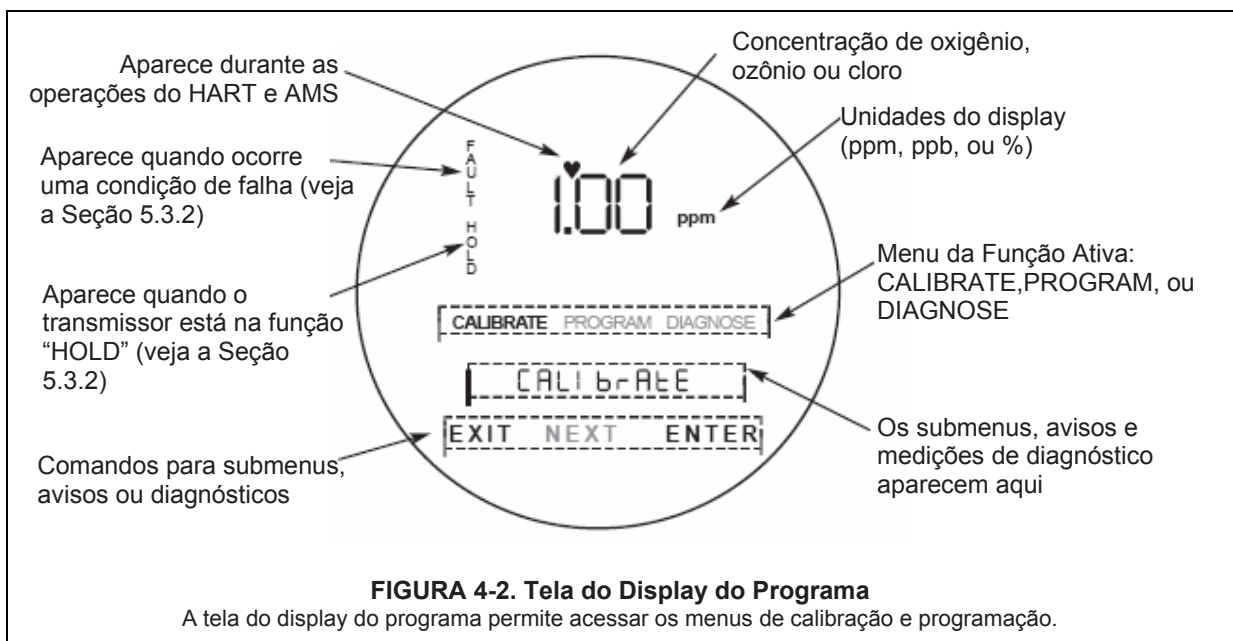 Aparece durante as
operações do HART e AMS
Concentração de oxigênio,
ozônio ou cloro
Unidades do display
(ppm, ppb, ou %)
Aparece quando ocorre
uma condição de falha (veja
a Seção 5.3.2)
FAULT
HOLD
1.00
ppm
Aparece quando o
transmissor está na função
“HOLD” (veja a Seção
5.3.2)
Menu da Função Ativa:
CALIBRATE,PROGRAM, ou
DIAGNOSE
CALIBRATE PROGRAM DIAGNOSE
CALIbrAtE
EXIT NEXT ENTER
Comandos para submenus,
avisos ou diagnósticos
Os submenus, avisos e
medições de diagnóstico
aparecem aqui
FIGURA 4-2. Tela do Display do Programa
A tela do display do programa permite acessar os menus de calibração e programação.